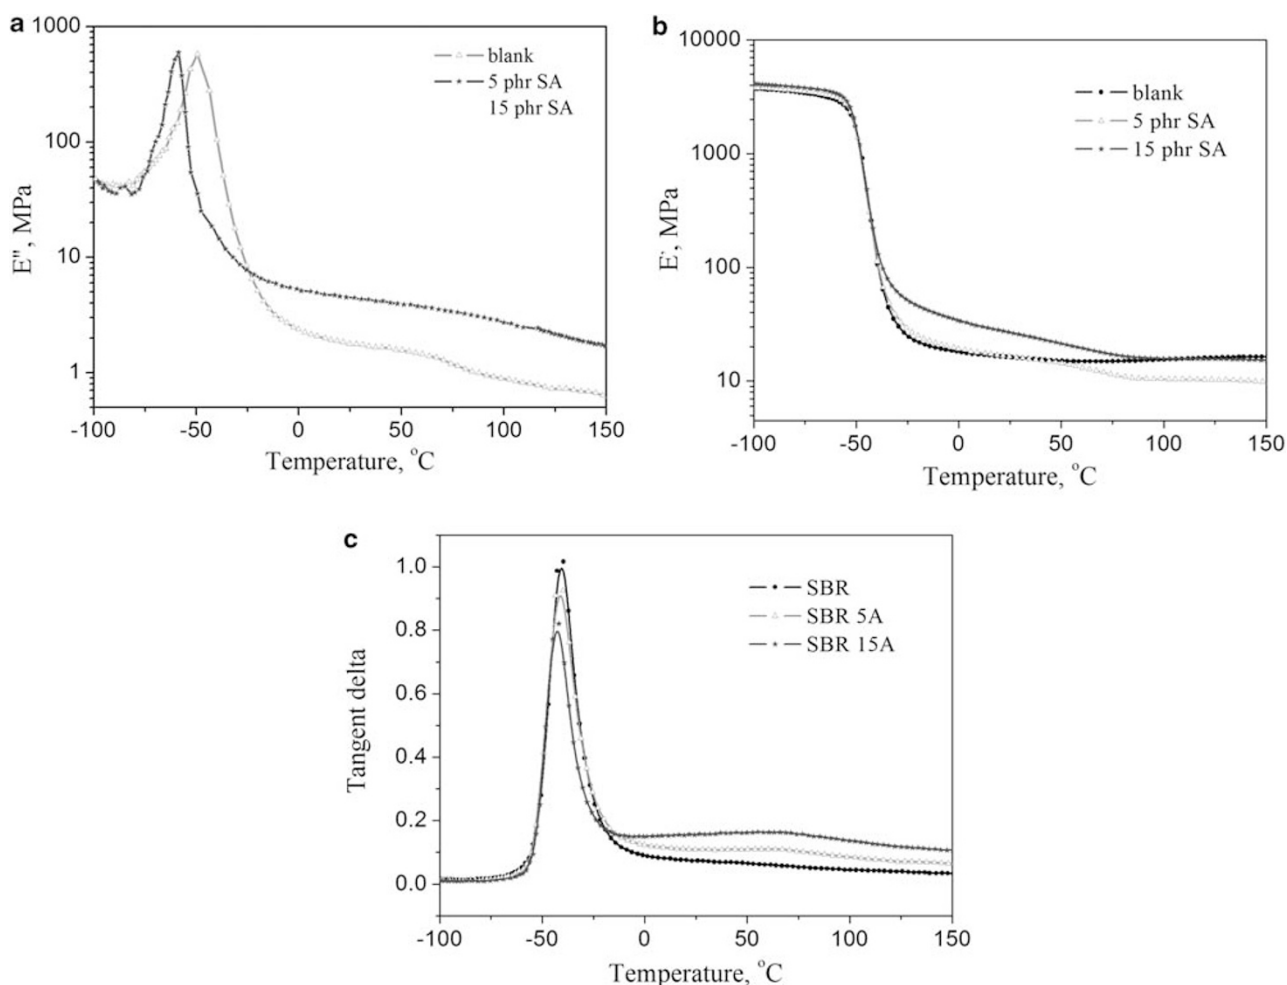 a
1000
100
10
1
E", MPa
-100 -50 0 50 100 150
Temperature, °C
blank
5 phr SA
15 phr SA
b
10000
1000
100
10
E', MPa
-100 -50 0 50 100 150
Temperature, °C
blank
5 phr SA
15 phr SA
c
1.0
0.8
0.6
0.4
0.2
0.0
Tangent delta
-100 -50 0 50 100 150
Temperature, °C
SBR
SBR 5A
SBR 15A